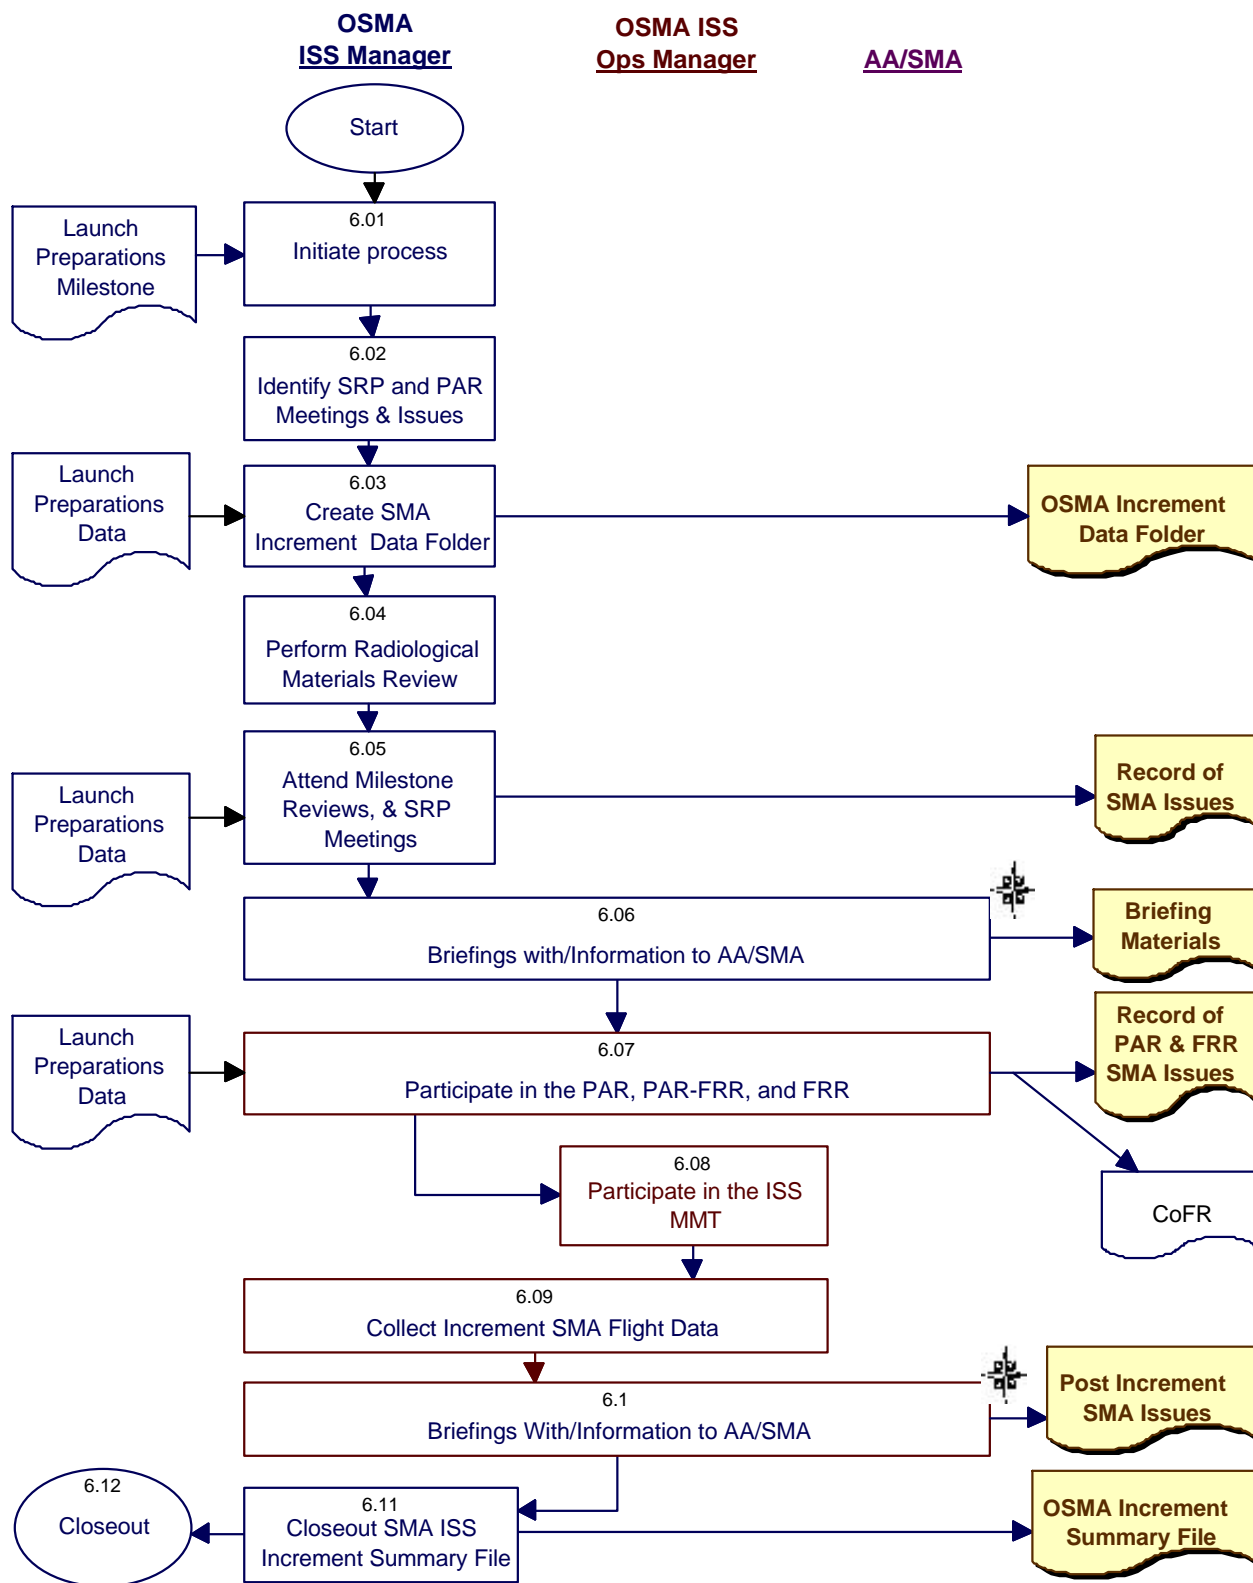 OSMA
ISS Manager
OSMA ISS
Ops Manager
AA/SMA
Start
Launch
Preparations
Milestone
6.01
Initiate process
6.02
Identify SRP and PAR
Meetings & Issues
Launch
Preparations
Data
6.03
Create SMA
Increment Data Folder
OSMA Increment
Data Folder
6.04
Perform Radiological
Materials Review
Launch
Preparations
Data
6.05
Attend Milestone
Reviews, & SRP
Meetings
Record of
SMA Issues
6.06
Briefings with/Information to AA/SMA
Briefing
Materials
Launch
Preparations
Data
6.07
Participate in the PAR, PAR-FRR, and FRR
Record of
PAR & FRR
SMA Issues
6.08
Participate in the ISS
MMT
CoFR
6.09
Collect Increment SMA Flight Data
6.1
Briefings With/Information to AA/SMA
Post Increment
SMA Issues
6.12
Closeout
6.11
Closeout SMA ISS
Increment Summary File
OSMA Increment
Summary File